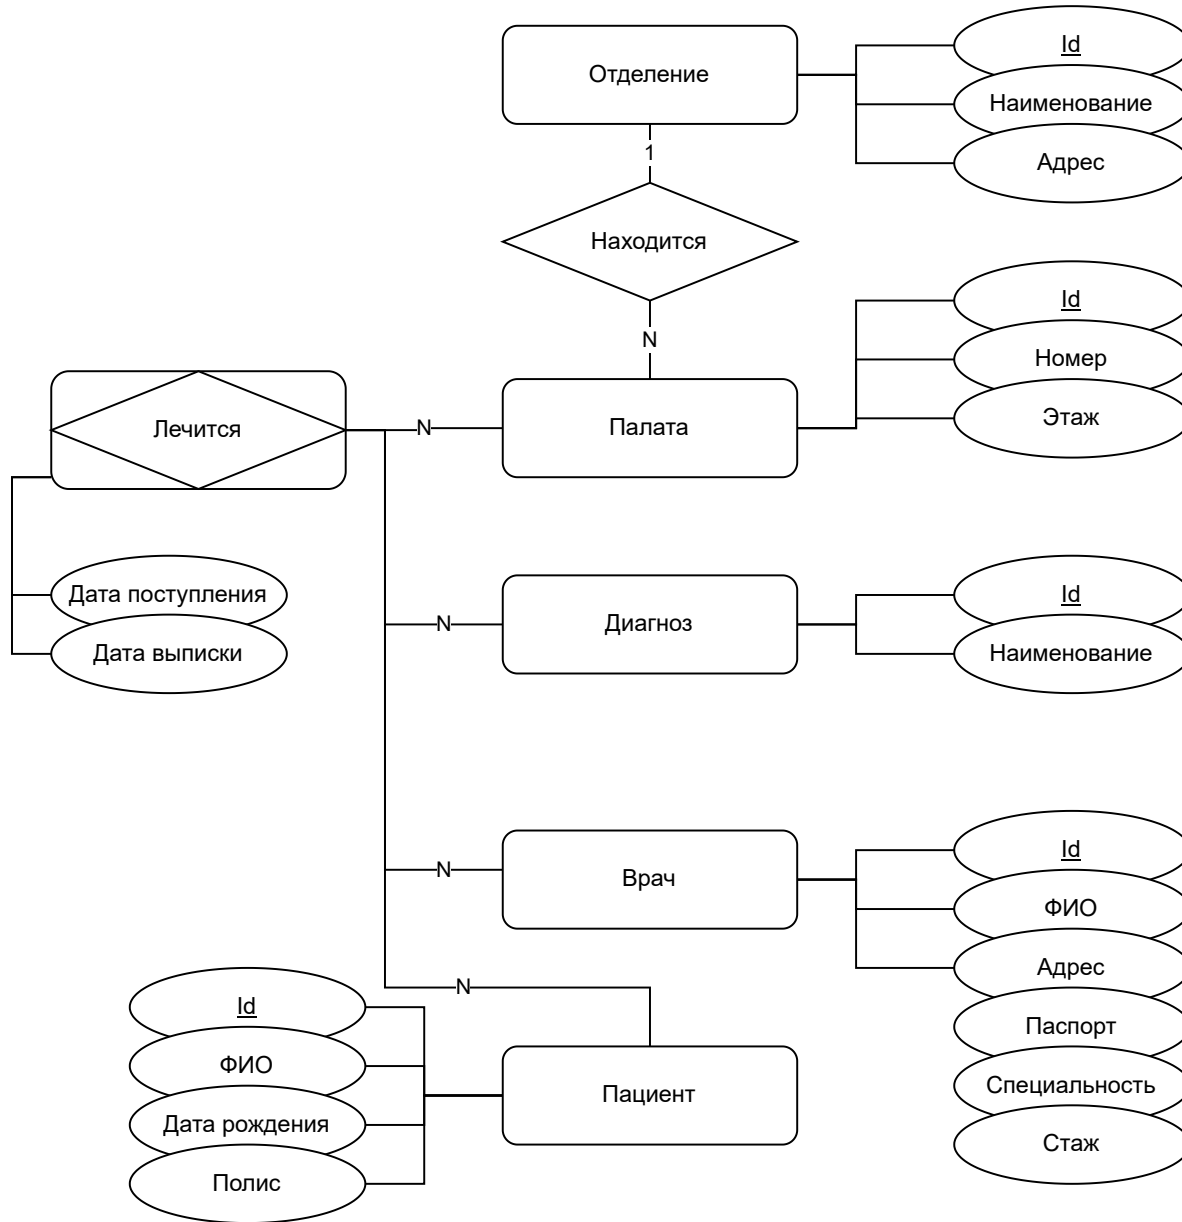 Отделение
Id
Наименование
Адрес
1
Находится
N
Палата
Id
Номер
Этаж
Лечится
N
Дата поступления
Дата выписки
N
Диагноз
Id
Наименование
N
Врач
Id
ФИО
Адрес
Паспорт
Специальность
Стаж
N
Пациент
Id
ФИО
Дата рождения
Полис